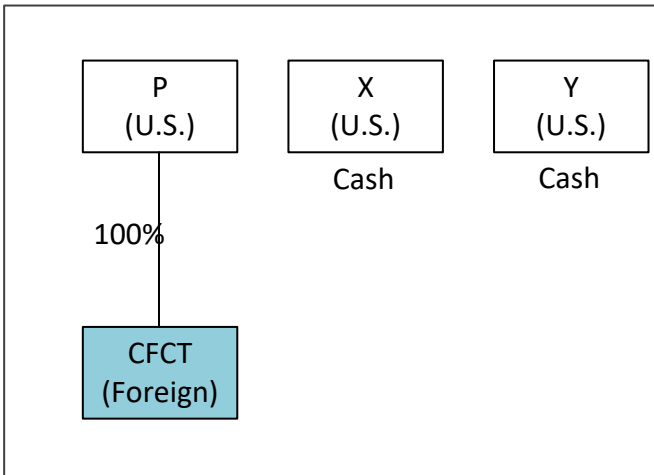 P
(U.S.)
X
(U.S.)
Y
(U.S.)
Cash
Cash
100%
CFCT
(Foreign)